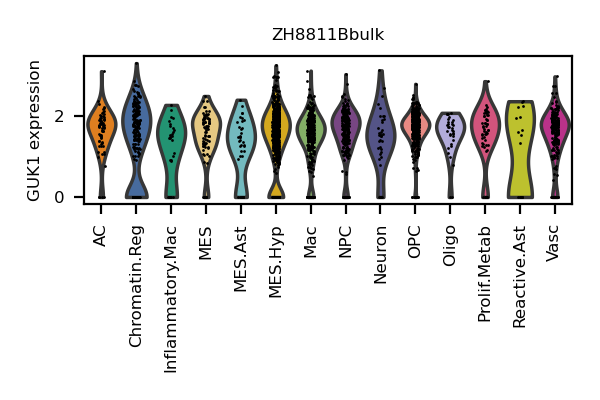 ZH8811Bbulk
GUK1 expression
2
0
AC
Chromatin.Reg
Inflammatory.Mac
MES
MES.Ast
MES.Hyp
Mac
NPC
Neuron
OPC
Oligo
Prolif.Metab
Reactive.Ast
Vasc